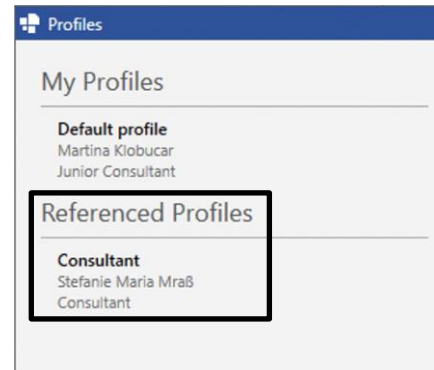 Profiles
My Profiles
Default profile
Martina Klobucar
Junior Consultant
Referenced Profiles
Consultant
Stefanie Maria Mraß
Consultant